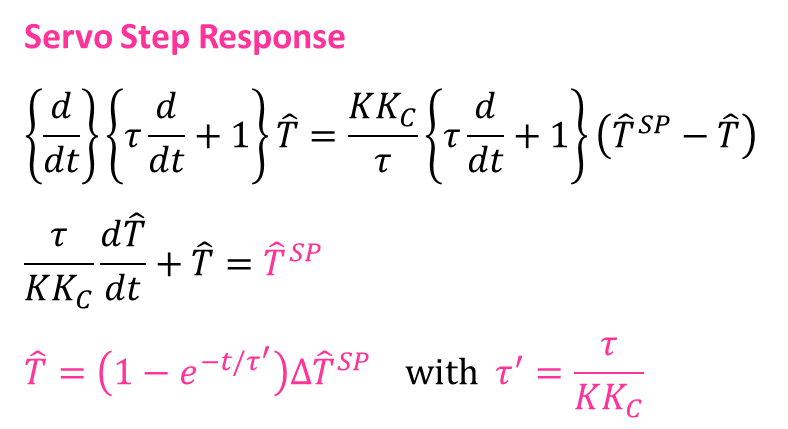 Servo Step Response
{d/dt}{τ d/dt + 1} T̂ = KK_C/τ {τ d/dt + 1}(T̂^SP − T̂)
τ/KK_C dT̂/dt + T̂ = T̂^SP
T̂ = (1 − e^−t/τ′)ΔT̂^SP with τ′ = τ/KK_C